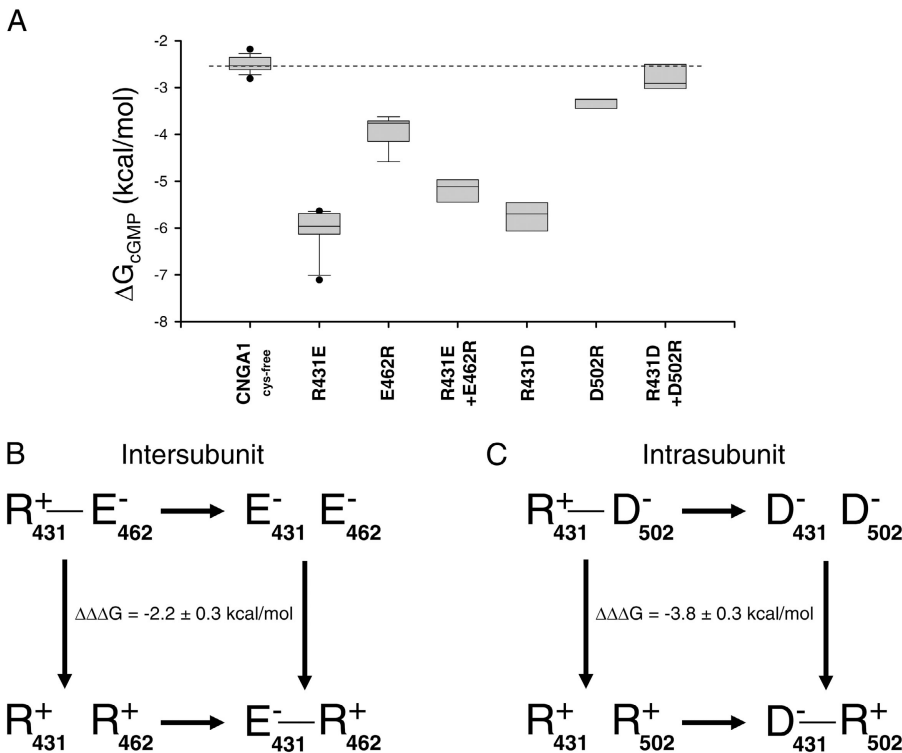 A
ΔG cGMP (kcal/mol)
-2
-3
-4
-5
-6
-7
-8
CNGA1
cys-free
R431E
E462R
R431E
+E462R
R431D
D502R
R431D
+D502R
B Intersubunit
R+431 — E-462 E-431 E-462
ΔΔΔG = -2.2 ± 0.3 kcal/mol
R+431 R+462 E-431 — R+462
C Intrasubunit
R+431 — D-502 D-431 D-502
ΔΔΔG = -3.8 ± 0.3 kcal/mol
R+431 R+502 D-431 — R+502